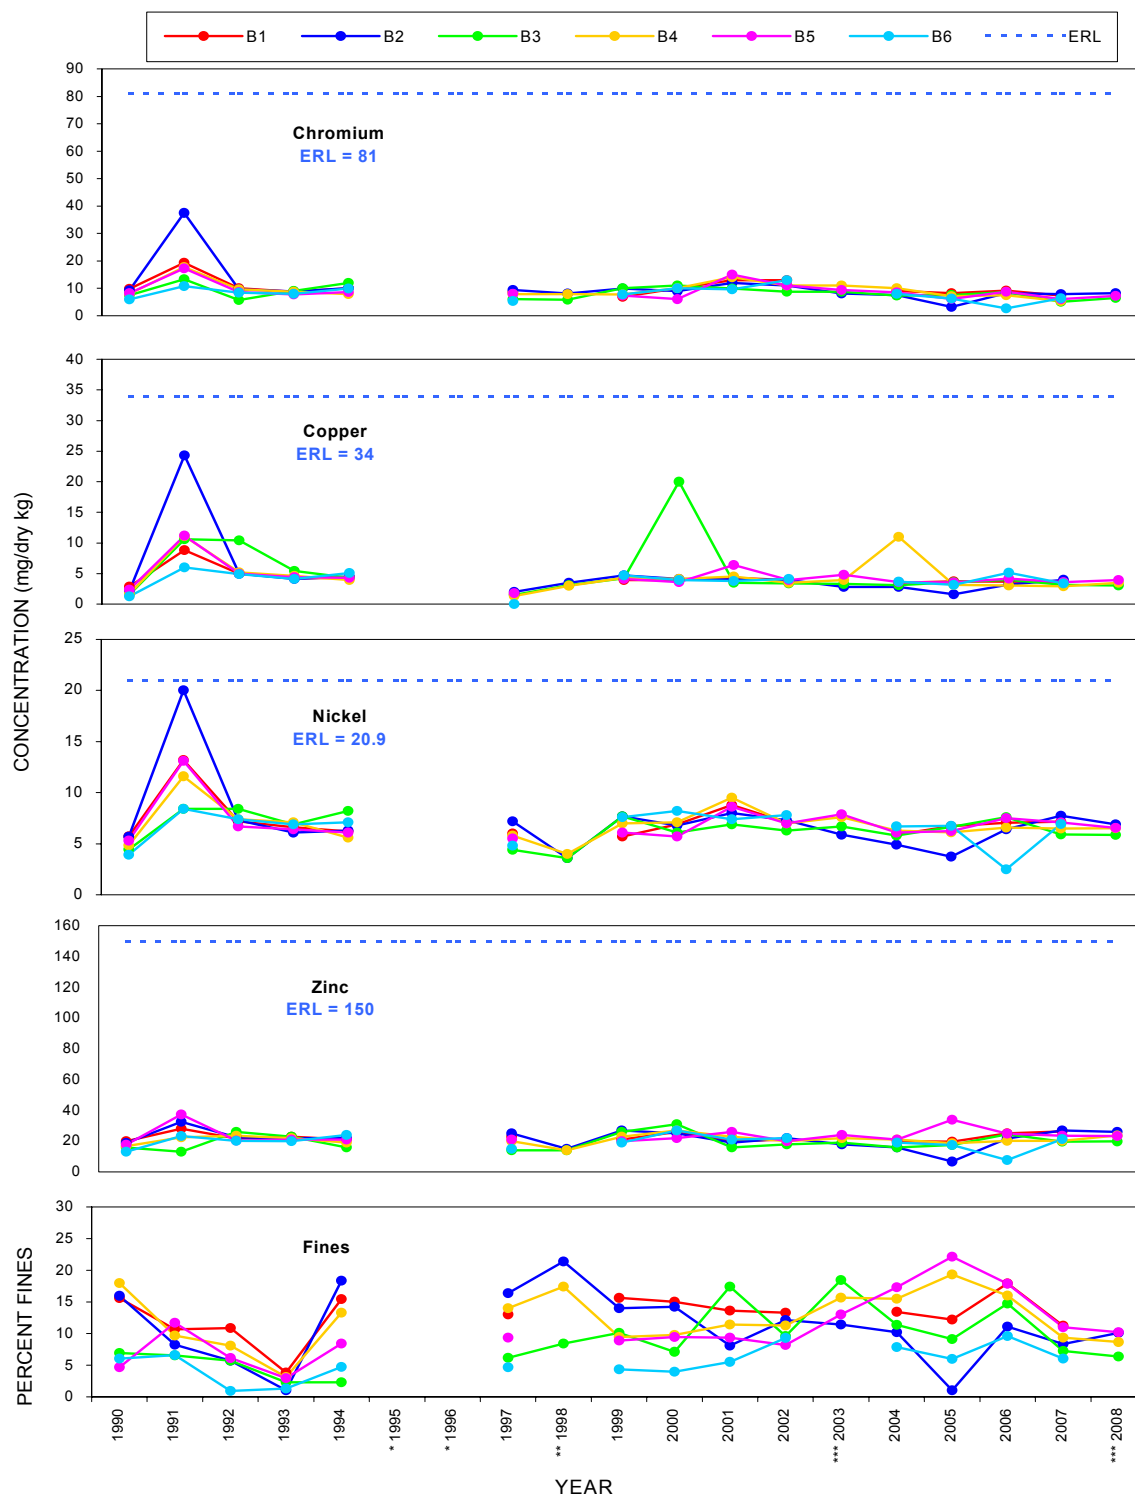 B1 B2 B3 B4 B5 B6 ERL
90
80
70
60
50
40
30
20
10
0
Chromium
ERL = 81
40
35
30
25
20
15
10
5
0
Copper
ERL = 34
CONCENTRATION (mg/dry kg)
25
20
15
10
5
0
Nickel
ERL = 20.9
160
140
120
100
80
60
40
20
0
Zinc
ERL = 150
30
25
20
15
10
5
0
Fines
PERCENT FINES
1990 1991 1992 1993 1994 * 1995 * 1996 1997 ** 1998 1999 2000 2001 2002 *** 2003 2004 2005 2006 2007 *** 2008
YEAR